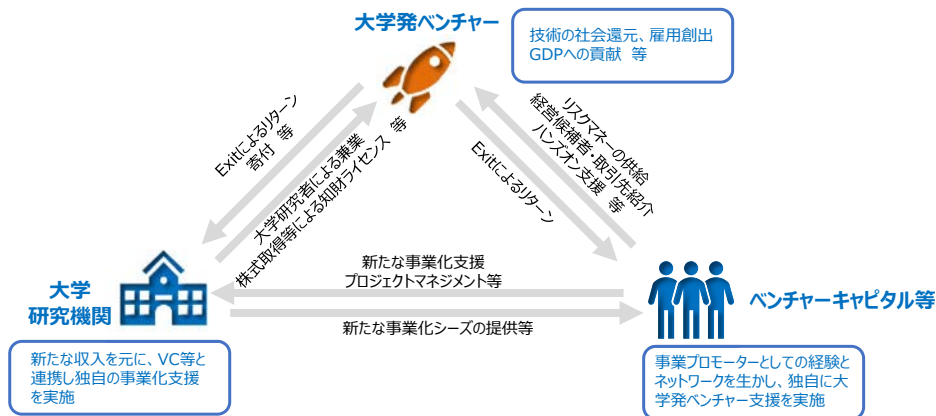 大学発ベンチャー
技術の社会還元、雇用創出
GDPへの貢献 等
Exitによるリターン
寄付 等
大学研究者による兼業
株式取得等による知財ライセンス 等
リスクマネーの供給
経営候補者・取引先紹介
ハンズオン支援 等
Exitによるリターン
新たな事業化支援
プロジェクトマネジメント等
大学
研究機関
ベンチャーキャピタル等
新たな事業化シーズの提供等
新たな収入を元に、VC等と
連携し独自の事業化支援
を実施
事業プロモーターとしての経験と
ネットワークを生かし、独自に大
学発ベンチャー支援を実施